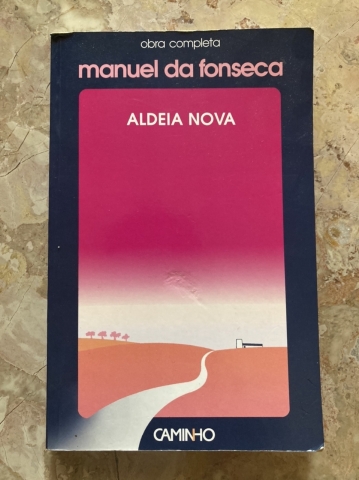 obra completa
manuel da fonseca
ALDEIA NOVA
CAMINHO